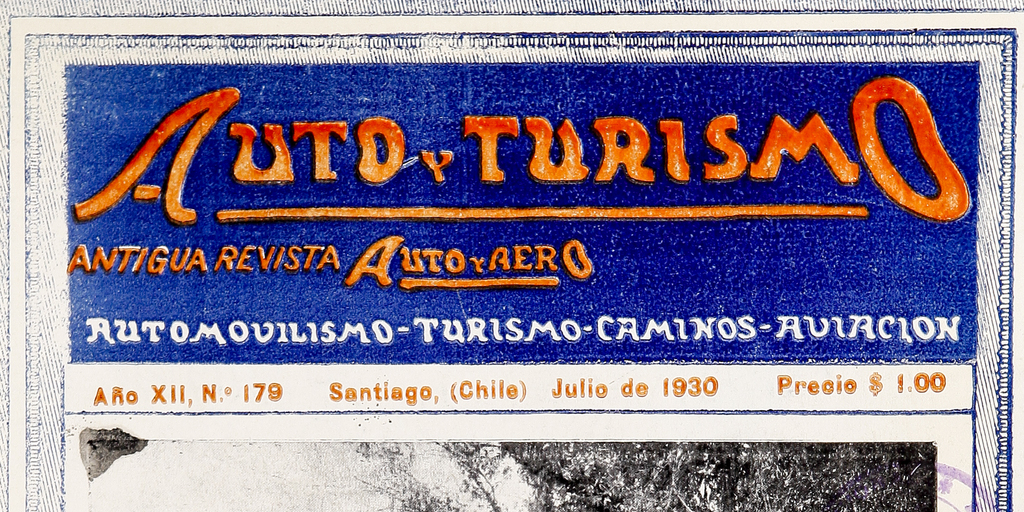 AUTO Y TURISMO
ANTIGUA REVISTA AUTO Y AERO
AUTOMOVILISMO-TURISMO-CAMINOS-AVIACION
Año XII, N.º 179 Santiago, (Chile) Julio de 1930 Precio $ 1.00